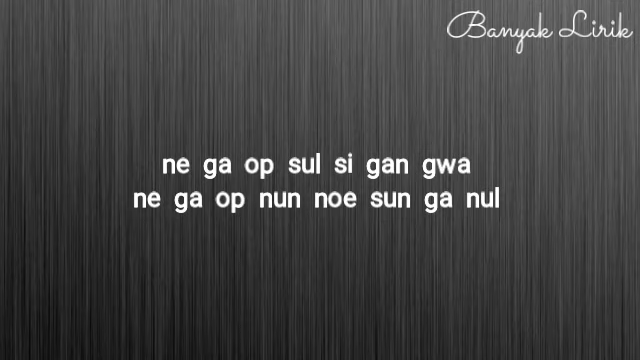 Banyak Lirik
ne ga op sul si gan gwa
ne ga op nun noe sun ga nul